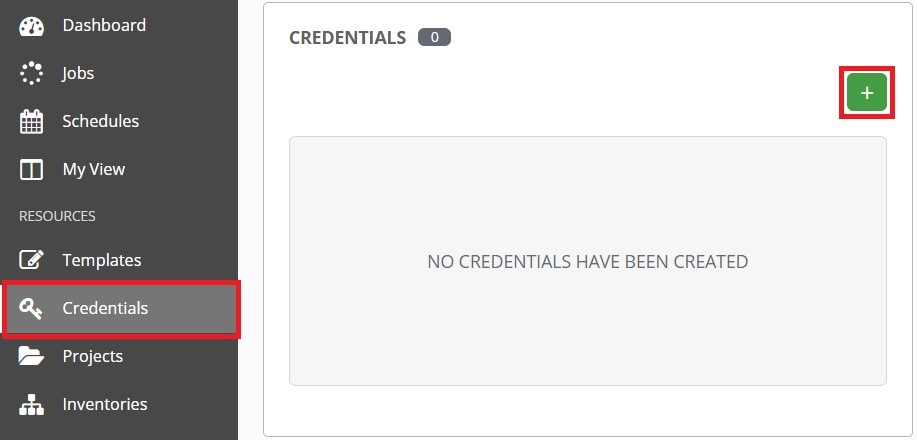 Dashboard
Jobs
Schedules
My View
RESOURCES
Templates
Credentials
Projects
Inventories
CREDENTIALS 0
+
NO CREDENTIALS HAVE BEEN CREATED